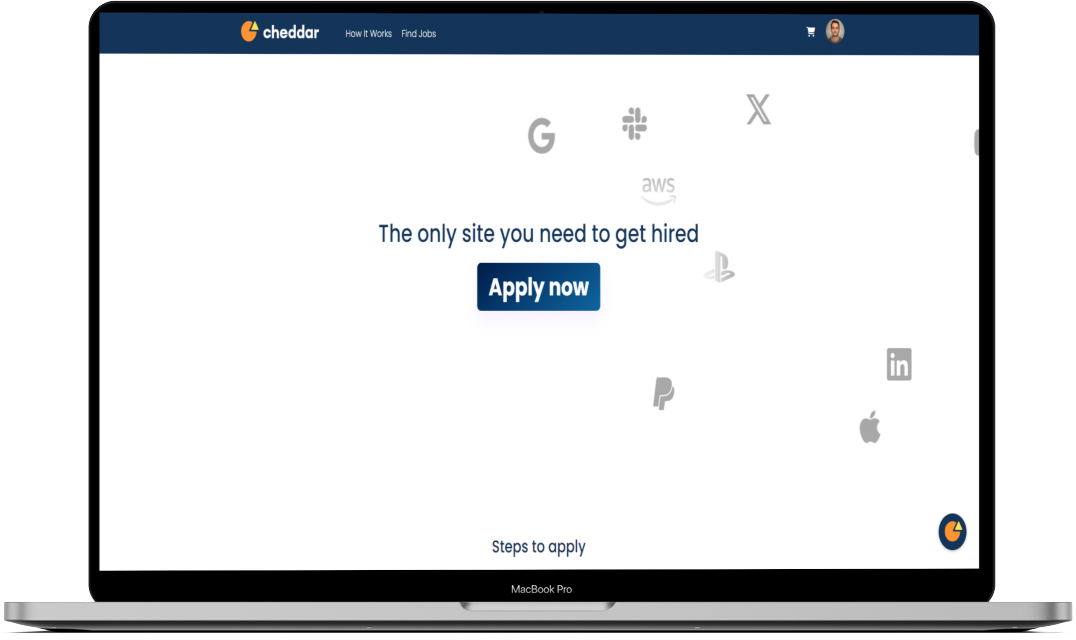 cheddar
How It Works Find Jobs
G
X
aws
The only site you need to get hired
Apply now
in
Steps to apply
MacBook Pro